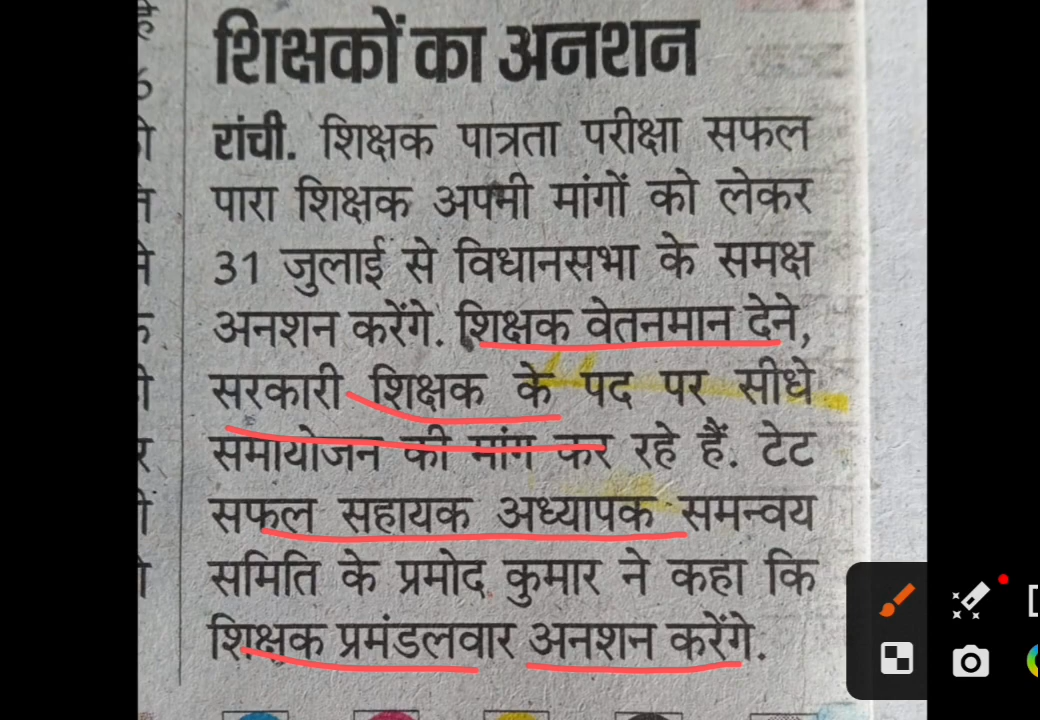 शिक्षकों का अनशन
रांची. शिक्षक पात्रता परीक्षा सफल
पारा शिक्षक अपनी मांगों को लेकर
31 जुलाई से विधानसभा के समक्ष
अनशन करेंगे. शिक्षक वेतनमान देने,
सरकारी शिक्षक के पद पर सीधे
समायोजन की मांग कर रहे हैं. टेट
सफल सहायक अध्यापक समन्वय
समिति के प्रमोद कुमार ने कहा कि
शिक्षक प्रमंडलवार अनशन करेंगे.